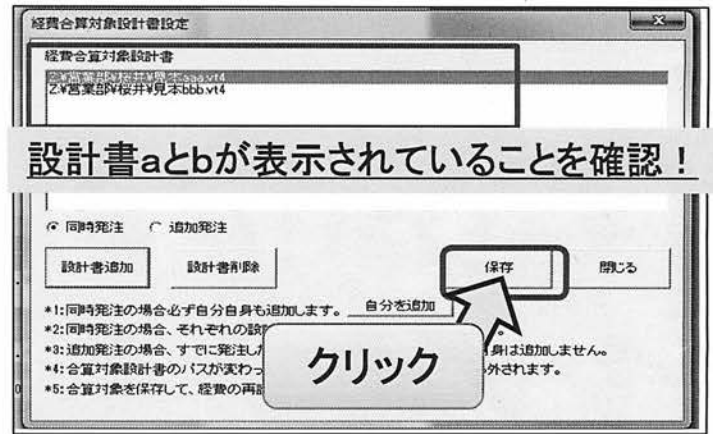 経費合算対象設計書設定
経費合算対象設計書
Z:¥営業部¥桜井¥見本aaa.vt4
Z:¥営業部¥桜井¥見本bbb.vt4
設計書aとbが表示されていることを確認！
同時発注 追加発注
設計書追加 設計書削除 保存 閉じる
*1:同時発注の場合必ず自分自身も追加します。 自分を追加
*2:同時発注の場合、それぞれの設
*3:追加発注の場合、すでに発注し 身は追加しません。
*4:合算対象設計書のパスが変わっ 外されます。
*5:合算対象を保存して、経費の再
クリック